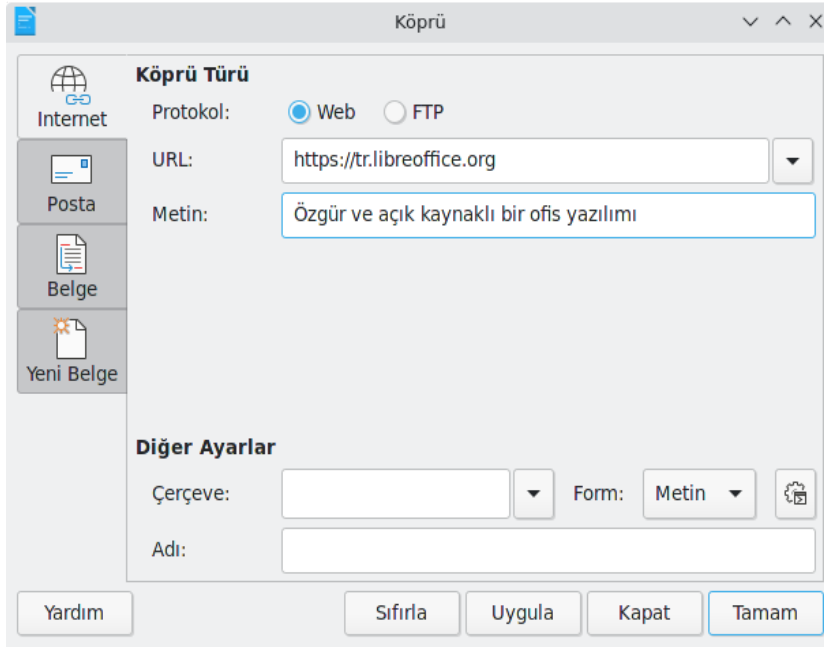 Köprü
Internet
Posta
Belge
Yeni Belge
Köprü Türü
Protokol: Web FTP
URL: https://tr.libreoffice.org
Metin: Özgür ve açık kaynaklı bir ofis yazılımı
Diğer Ayarlar
Çerçeve: Form: Metin
Adı:
Yardım Sıfırla Uygula Kapat Tamam